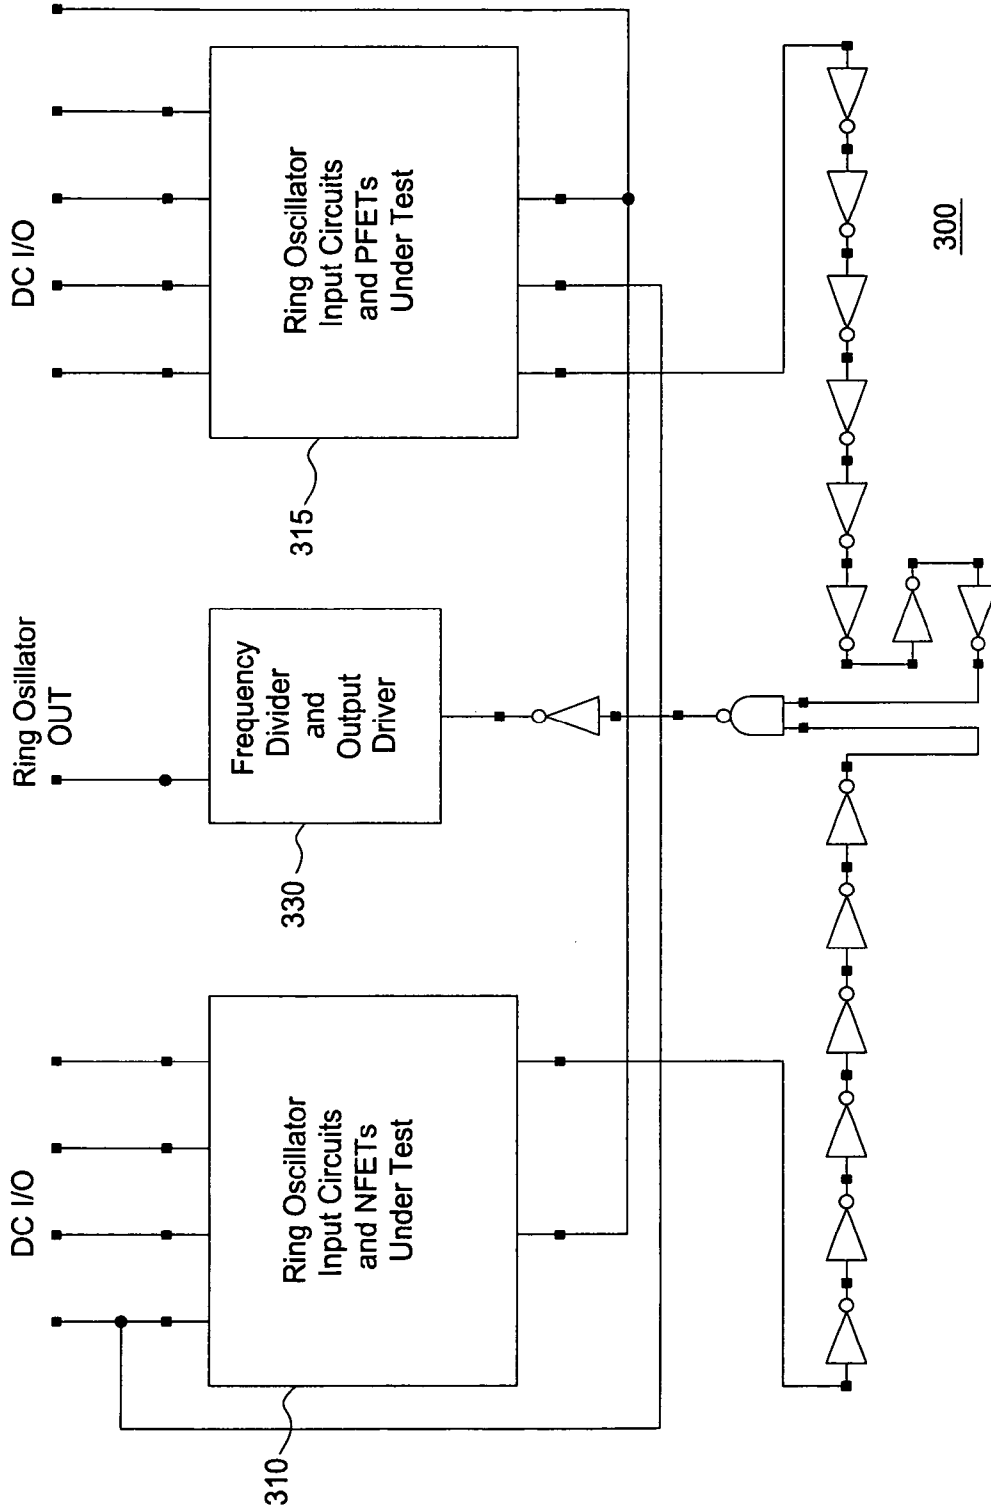 DC I/O
Ring Oscillator
Input Circuits
and NFETs
Under Test
310
Ring Osillator
OUT
Frequency
Divider
and
Output
Driver
330
DC I/O
Ring Oscillator
Input Circuits
and PFETs
Under Test
315
300